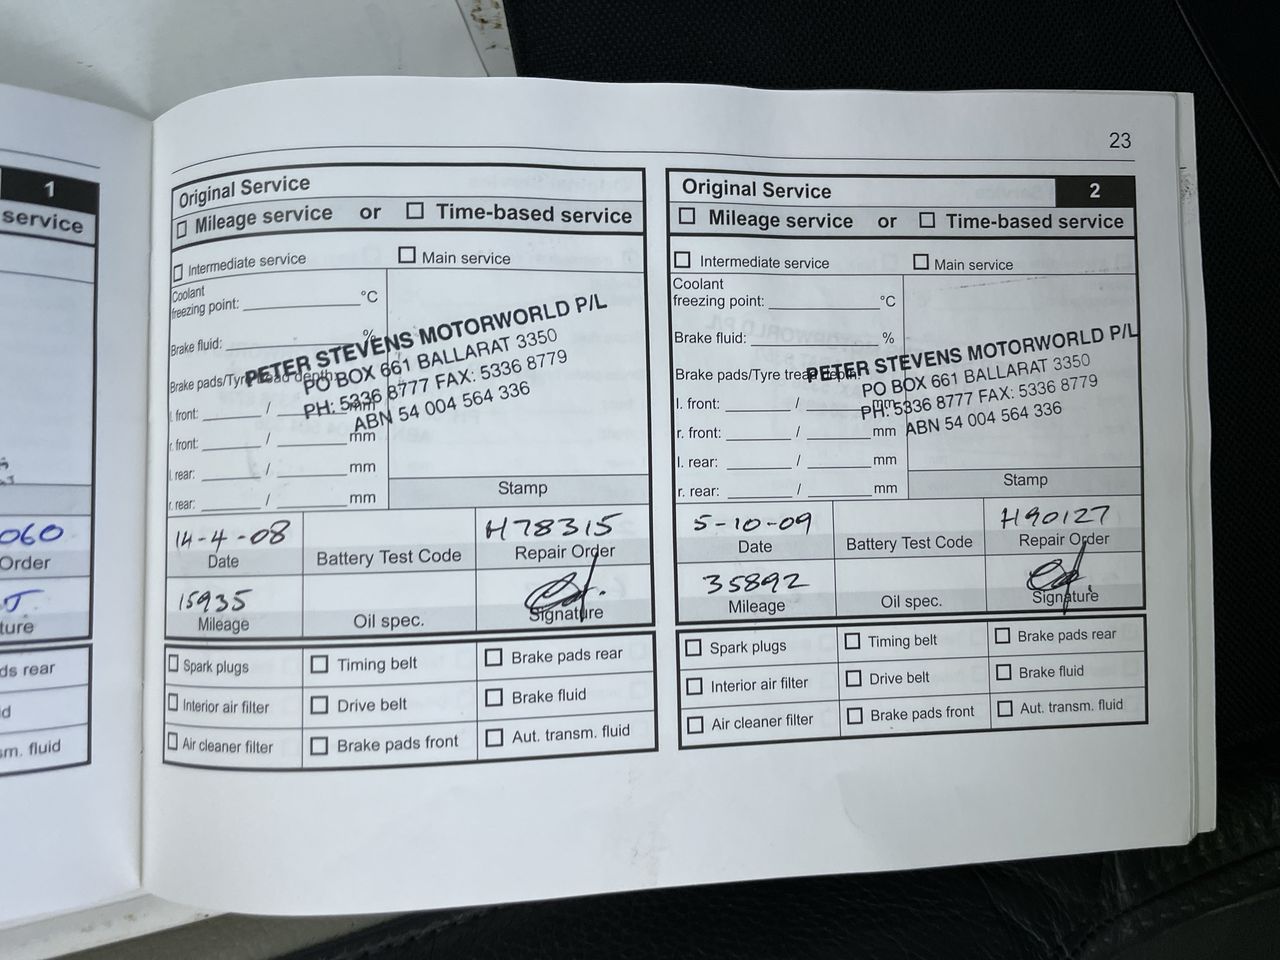 23
1
service
060
Order
ture
ds rear
id
sm. fluid
Original Service
Mileage service or Time-based service
Intermediate service Main service
Coolant
freezing point: °C
Brake fluid: %
Brake pads/Tyre tread depth:
l. front: / mm
r. front: / mm
l. rear: / mm
r. rear: / mm
PETER STEVENS MOTORWORLD P/L
PO BOX 661 BALLARAT 3350
PH: 5336 8777 FAX: 5336 8779
ABN 54 004 564 336
Stamp
14-4-08 H78315
Date Battery Test Code Repair Order
15935
Mileage Oil spec. Signature
Spark plugs Timing belt Brake pads rear
Interior air filter Drive belt Brake fluid
Air cleaner filter Brake pads front Aut. transm. fluid
Original Service 2
Mileage service or Time-based service
Intermediate service Main service
Coolant
freezing point: °C
Brake fluid: %
Brake pads/Tyre tread depth:
l. front: / mm
r. front: / mm
l. rear: / mm
r. rear: / mm
PETER STEVENS MOTORWORLD P/L
PO BOX 661 BALLARAT 3350
PH: 5336 8777 FAX: 5336 8779
ABN 54 004 564 336
Stamp
5-10-09 H90127
Date Battery Test Code Repair Order
35892
Mileage Oil spec. Signature
Spark plugs Timing belt Brake pads rear
Interior air filter Drive belt Brake fluid
Air cleaner filter Brake pads front Aut. transm. fluid